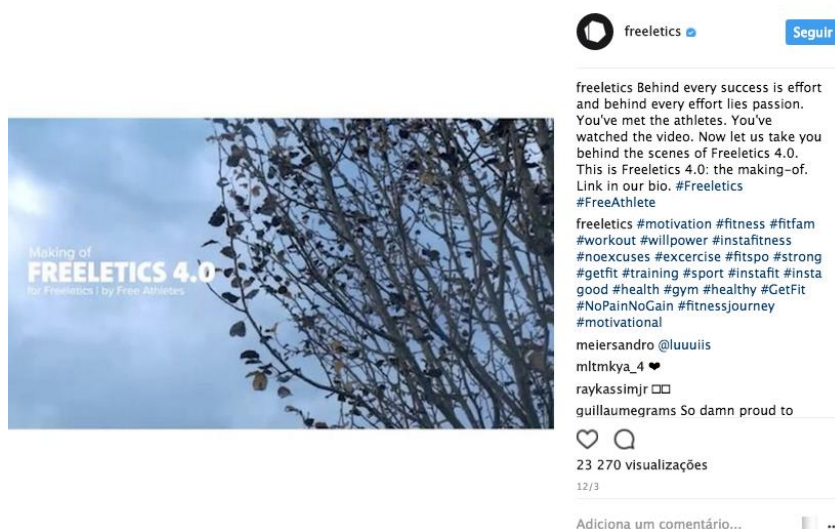 Making of
FREELETICS 4.0
for Freeletics | by Free Athletes
freeletics
Seguir
freeletics Behind every success is effort
and behind every effort lies passion.
You've met the athletes. You've
watched the video. Now let us take you
behind the scenes of Freeletics 4.0.
This is Freeletics 4.0: the making-of.
Link in our bio. #Freeletics
#FreeAthlete
freeletics #motivation #fitness #fitfam
#workout #willpower #instafitness
#noexcuses #excercise #fitspo #strong
#getfit #training #sport #instafit #insta
good #health #gym #healthy #GetFit
#NoPainNoGain #fitnessjourney
#motivational
meiersandro @luuuiis
mltmkya_4 ❤
raykassimjr □□
guillaumegrams So damn proud to
23 270 visualizações
12/3
Adiciona um comentário...